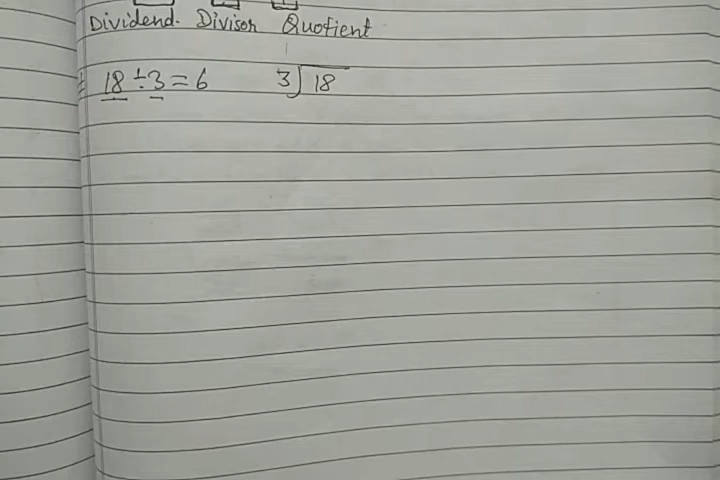 Dividend. Divisor Quotient
18 ÷ 3 = 6 3)18